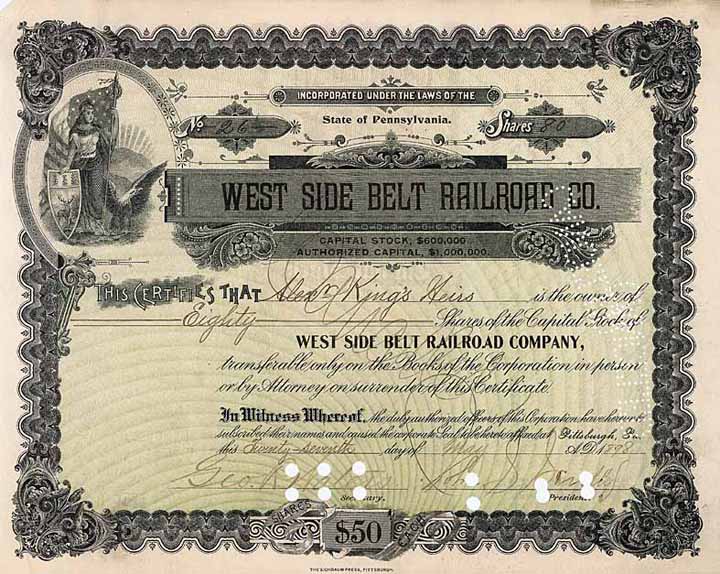 INCORPORATED UNDER THE LAWS OF THE
State of Pennsylvania.
No 26
Shares 80
WEST SIDE BELT RAILROAD CO.
CAPITAL STOCK, $600,000
AUTHORIZED CAPITAL, $1,000,000.
THIS CERTIFIES THAT Alex King's Heirs is the owner of
Eighty Shares of the Capital Stock of
WEST SIDE BELT RAILROAD COMPANY,
transferable only on the Books of the Corporation, in person
or by Attorney on surrender of this Certificate.
In Witness Whereof, the duly authorized officers of this Corporation have hereunto
subscribed their names and caused the corporate Seal to be hereto affixed at Pittsburgh, Pa.
this Twenty-seventh day of May A.D. 1898
Geo.
John
Secretary.
President
SHARES $50 EACH
THE EICHBAUM PRESS, PITTSBURGH.